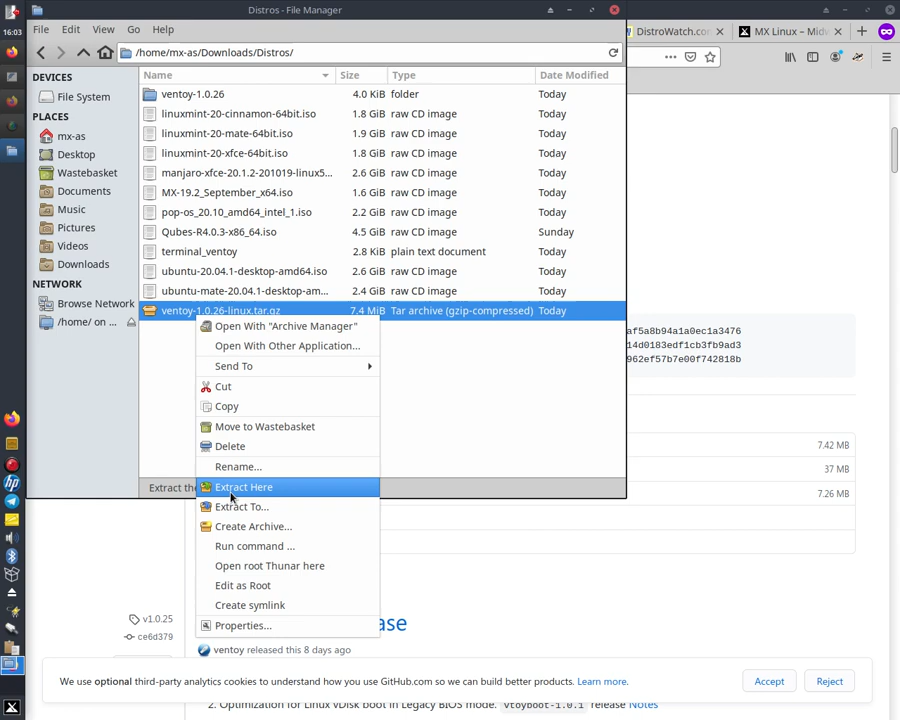 Distros - File Manager
16:03
File Edit View Go Help
DistroWatch.co
MX Linux – Mid
/home/mx-as/Downloads/Distros/
DEVICES
File System
PLACES
mx-as
Desktop
Wastebasket
Documents
Music
Pictures
Videos
Downloads
NETWORK
Browse Network
/home/ on ...
Name Size Type Date Modified
ventoy-1.0.26 4.0 KiB folder Today
linuxmint-20-cinnamon-64bit.iso 1.8 GiB raw CD image Today
linuxmint-20-mate-64bit.iso 1.9 GiB raw CD image Today
linuxmint-20-xfce-64bit.iso 1.8 GiB raw CD image Today
manjaro-xfce-20.1.2-201019-linux5... 2.6 GiB raw CD image Today
MX-19.2_September_x64.iso 1.6 GiB raw CD image Today
pop-os_20.10_amd64_intel_1.iso 2.2 GiB raw CD image Today
Qubes-R4.0.3-x86_64.iso 4.5 GiB raw CD image Sunday
terminal_ventoy 2.8 KiB plain text document Today
ubuntu-20.04.1-desktop-amd64.iso 2.6 GiB raw CD image Today
ubuntu-mate-20.04.1-desktop-am... 2.4 GiB raw CD image Today
ventoy-1.0.26-linux.tar.gz 7.4 MiB Tar archive (gzip-compressed) Today
Open With "Archive Manager"
Open With Other Application...
Send To
Cut
Copy
Move to Wastebasket
Delete
Rename...
Extract Here
Extract To...
Create Archive...
Run command ...
Open root Thunar here
Edit as Root
Create symlink
Properties...
Extract the
af5a8b94a1a0ec1a3476
14d0183edf1cb3fb9ad3
962ef57b7e00f742818b
7.42 MB
37 MB
7.26 MB
v1.0.25
ce6d379
ase
ventoy released this 8 days ago
We use optional third-party analytics cookies to understand how you use GitHub.com so we can build better products. Learn more.
Accept
Reject
2. Optimization for Linux vDisk boot in Legacy BIOS mode. vtoyboot-1.0.1 release Notes
hp